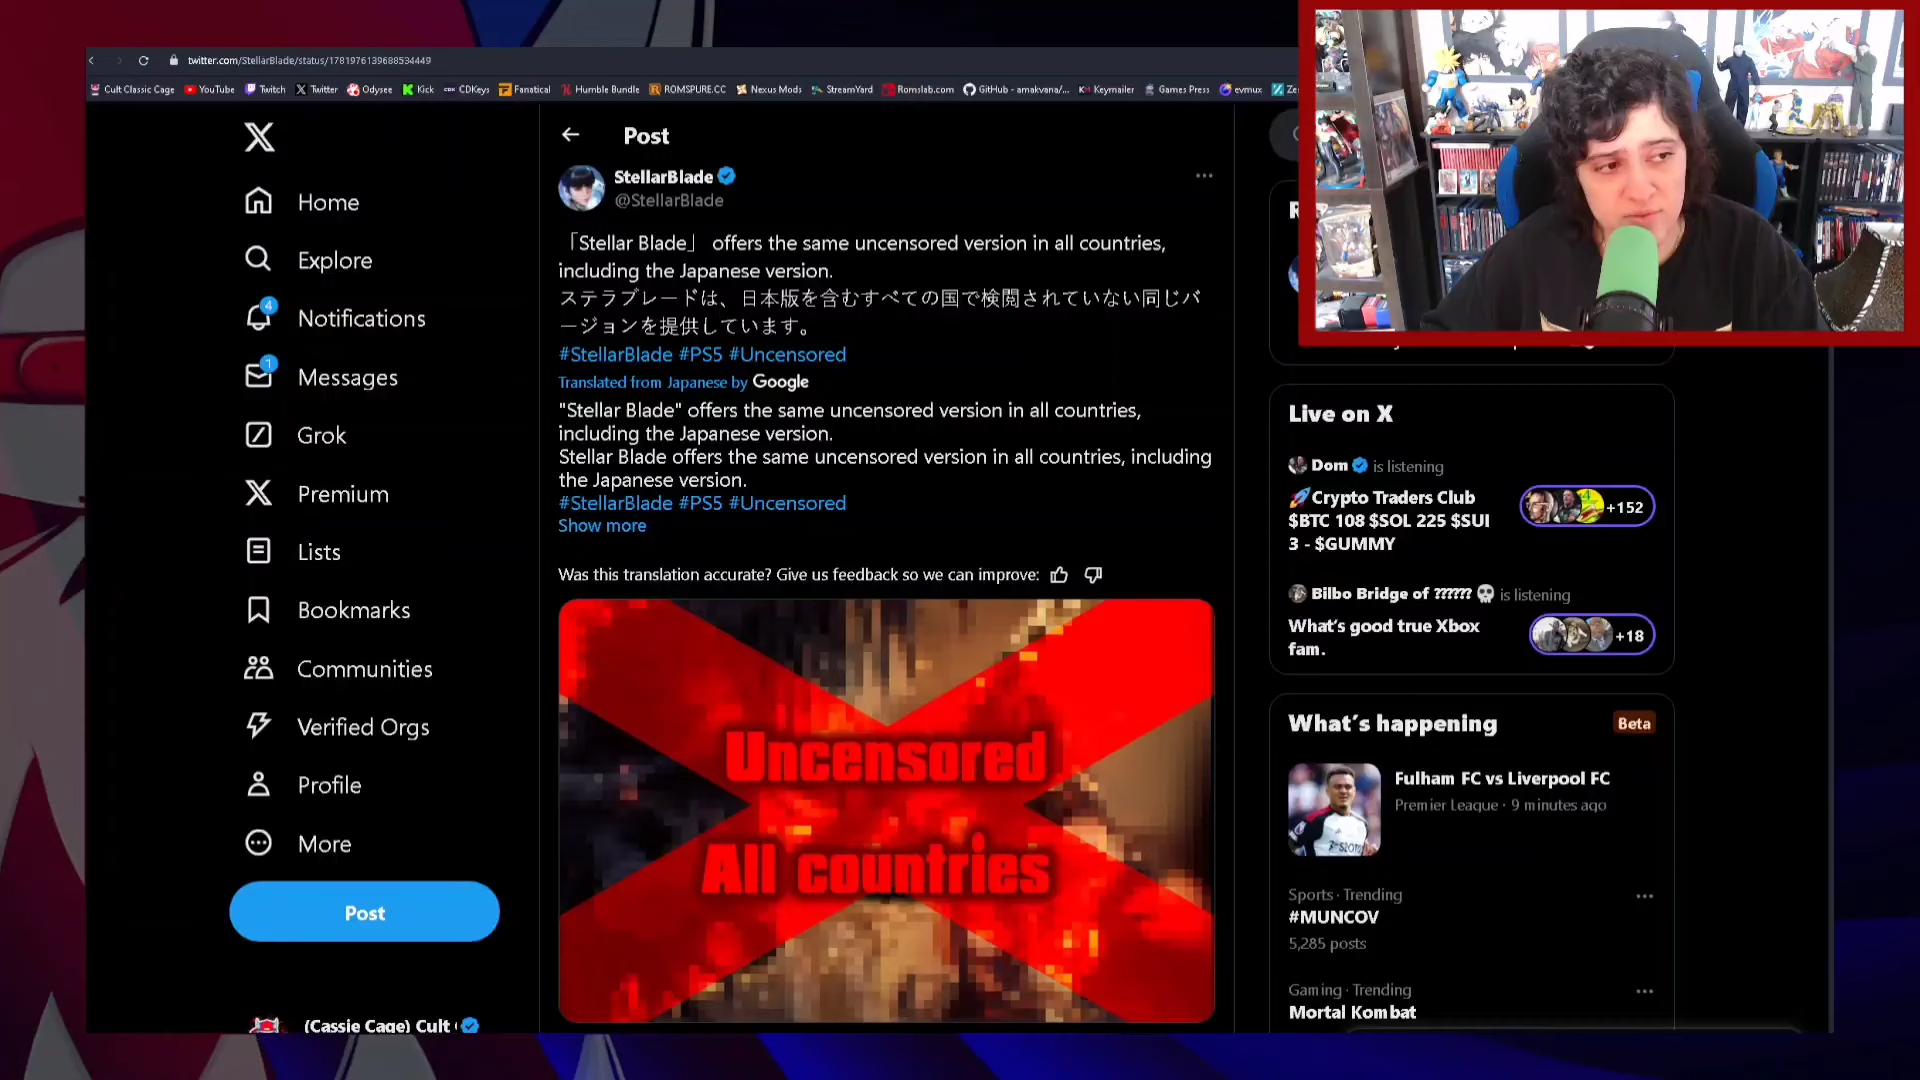 twitter.com/StellarBlade/status/1781976139688534449
Cult Classic Cage YouTube Twitch Twitter Odysee Kick CDKeys Fanatical Humble Bundle ROMSPURE.CC Nexus Mods StreamYard Romslab.com GitHub - amakvana/... Keymailer Games Press evmux
Home
Explore
4
Notifications
1
Messages
Grok
Premium
Lists
Bookmarks
Communities
Verified Orgs
Profile
More
Post
(Cassie Cage) Cult
Post
StellarBlade
@StellarBlade
「Stellar Blade」 offers the same uncensored version in all countries,
including the Japanese version.
ステラブレードは、日本版を含むすべての国で検閲されていない同じバ
ージョンを提供しています。
#StellarBlade #PS5 #Uncensored
Translated from Japanese by Google
"Stellar Blade" offers the same uncensored version in all countries,
including the Japanese version.
Stellar Blade offers the same uncensored version in all countries, including
the Japanese version.
#StellarBlade #PS5 #Uncensored
Show more
Was this translation accurate? Give us feedback so we can improve:
Uncensored
All countries
Live on X
Dom is listening
🚀Crypto Traders Club
$BTC 108 $SOL 225 $SUI
3 - $GUMMY
+152
Bilbo Bridge of ?????? 💀 is listening
What's good true Xbox
fam.
+18
What's happening
Beta
Fulham FC vs Liverpool FC
Premier League · 9 minutes ago
Sports · Trending
#MUNCOV
5,285 posts
Gaming · Trending
Mortal Kombat